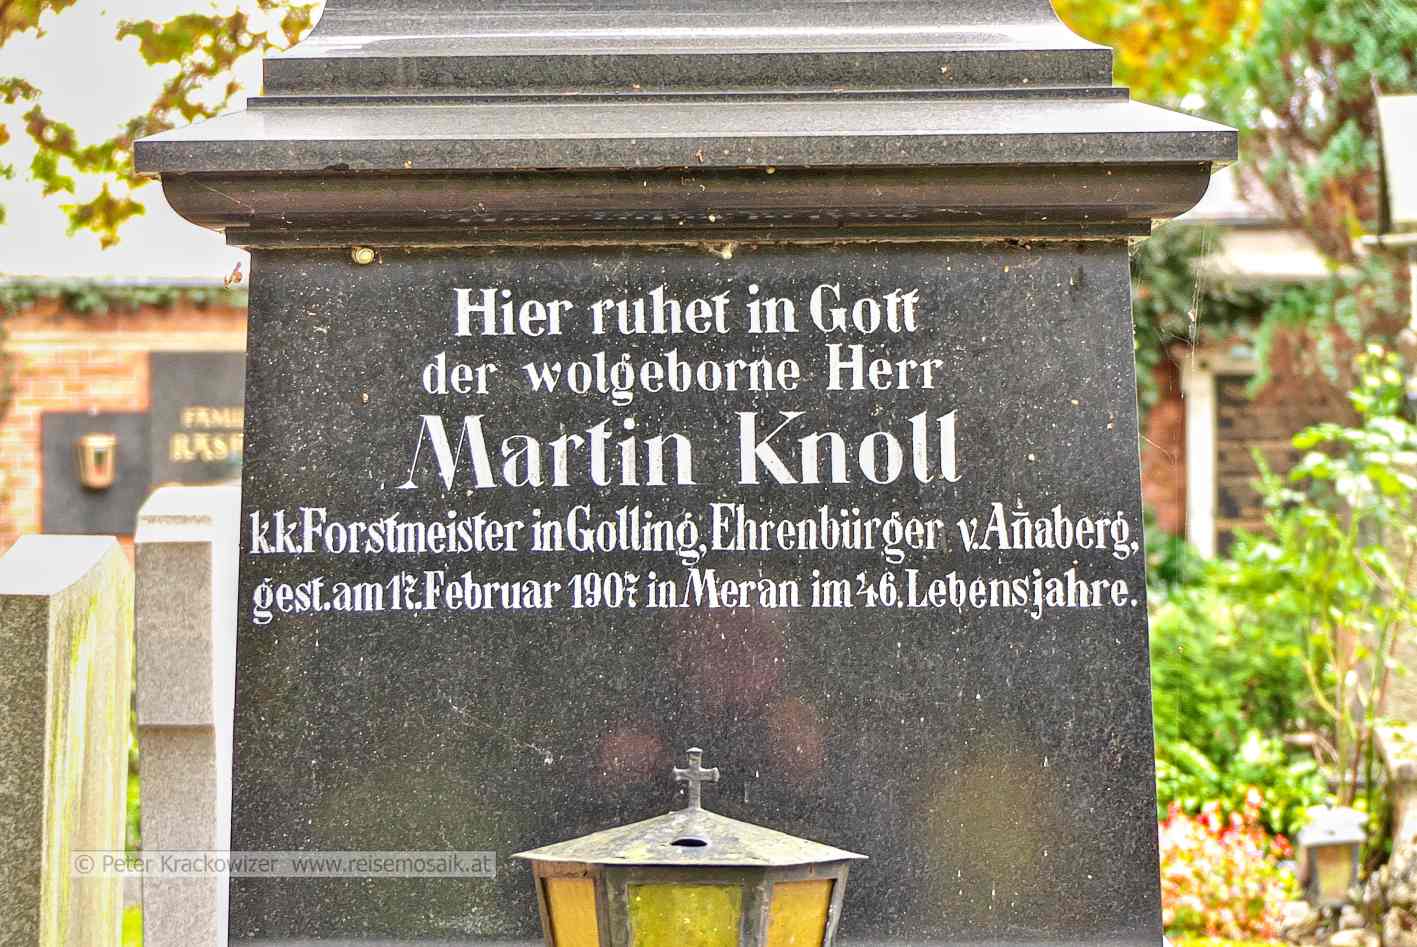 Hier ruhet in Gott
der wolgeborne Herr
Martin Knoll
k.k. Forstmeister in Golling, Ehrenbürger v. Añaberg,
gest. am 17. Februar 1907 in Meran im 46. Lebensjahre.
© Peter Krackowizer www.reisemosaik.at